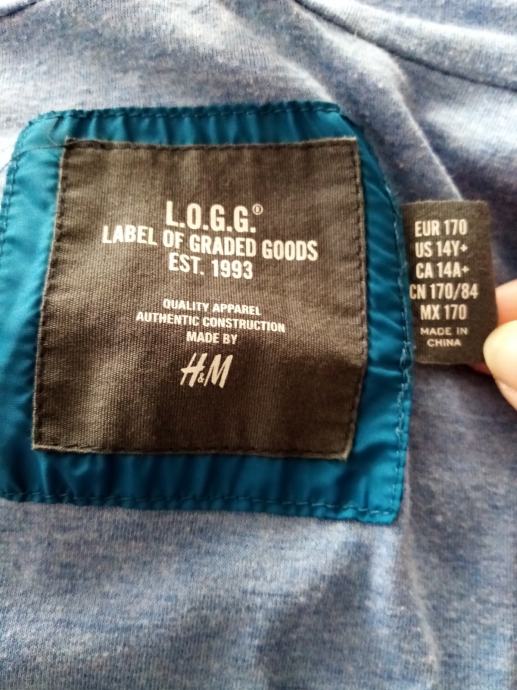 L.O.G.G.®
LABEL OF GRADED GOODS
EST. 1993
QUALITY APPAREL
AUTHENTIC CONSTRUCTION
MADE BY
H&M
EUR 170
US 14Y+
CA 14A+
CN 170/84
MX 170
MADE IN
CHINA